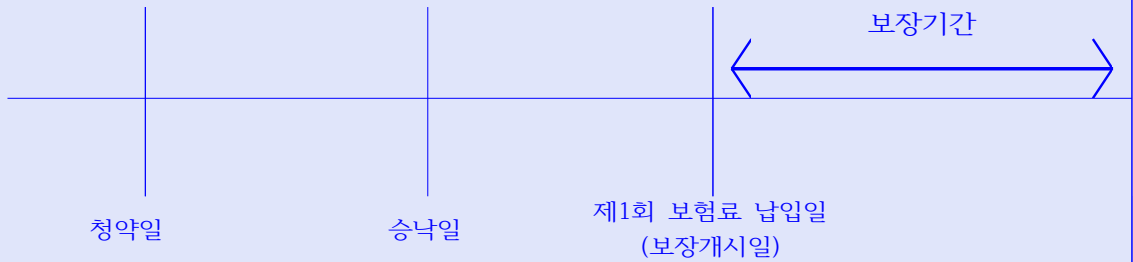 보장기간
청약일
승낙일
제1회 보험료 납입일
(보장개시일)